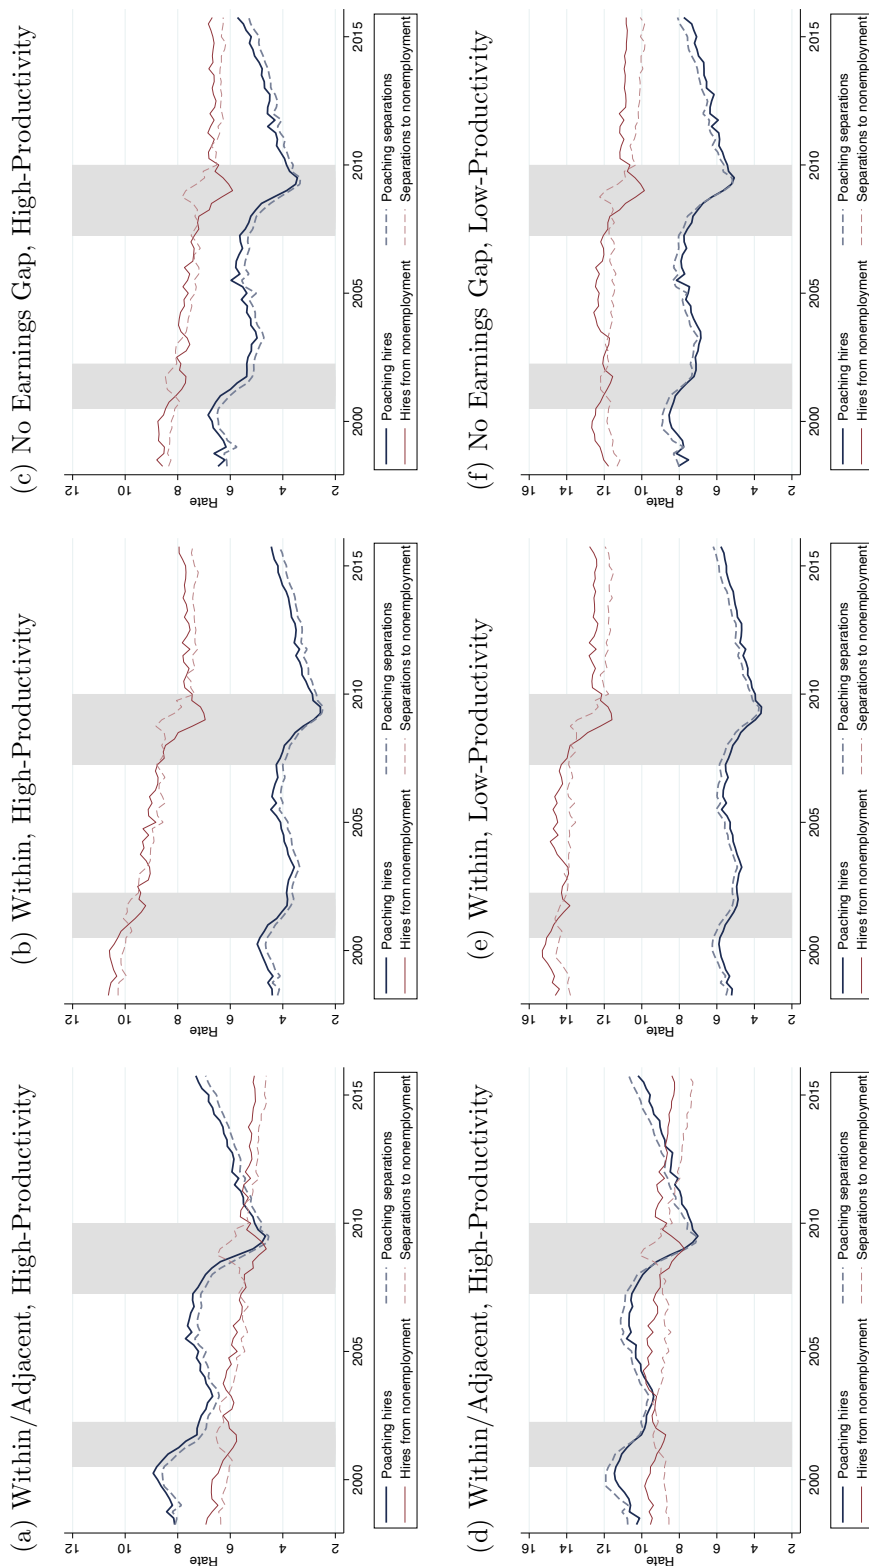 (a) Within/Adjacent, High-Productivity
12
10
8
6
4
2
Rate
2000
2005
2010
2015
Poaching hires
Poaching separations
Hires from nonemployment
Separations to nonemployment
(b) Within, High-Productivity
12
10
8
6
4
2
Rate
2000
2005
2010
2015
Poaching hires
Poaching separations
Hires from nonemployment
Separations to nonemployment
(c) No Earnings Gap, High-Productivity
12
10
8
6
4
2
Rate
2000
2005
2010
2015
Poaching hires
Poaching separations
Hires from nonemployment
Separations to nonemployment
(d) Within/Adjacent, High-Productivity
16
14
12
10
8
6
4
2
Rate
2000
2005
2010
2015
Poaching hires
Poaching separations
Hires from nonemployment
Separations to nonemployment
(e) Within, Low-Productivity
16
14
12
10
8
6
4
2
Rate
2000
2005
2010
2015
Poaching hires
Poaching separations
Hires from nonemployment
Separations to nonemployment
(f) No Earnings Gap, Low-Productivity
16
14
12
10
8
6
4
2
Rate
2000
2005
2010
2015
Poaching hires
Poaching separations
Hires from nonemployment
Separations to nonemployment